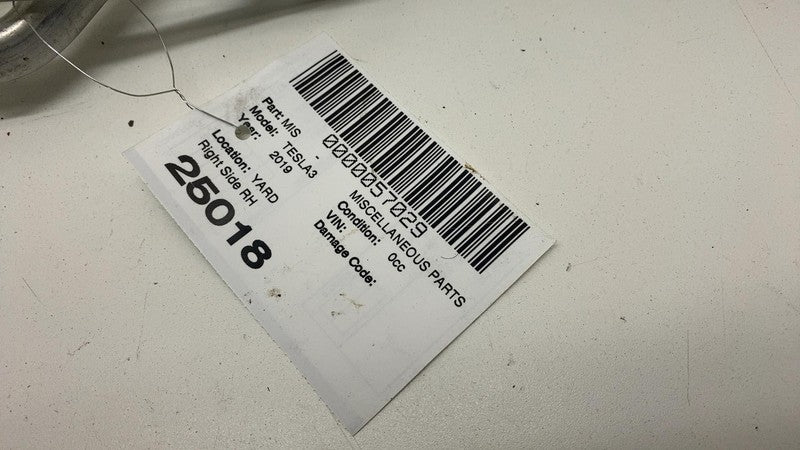 0000057029
Part: MIS - MISCELLANEOUS PARTS
Model: TESLA3 Condition: 0cc
Year: 2019 VIN:
Damage Code:
Location: YARD
Right Side RH
25018